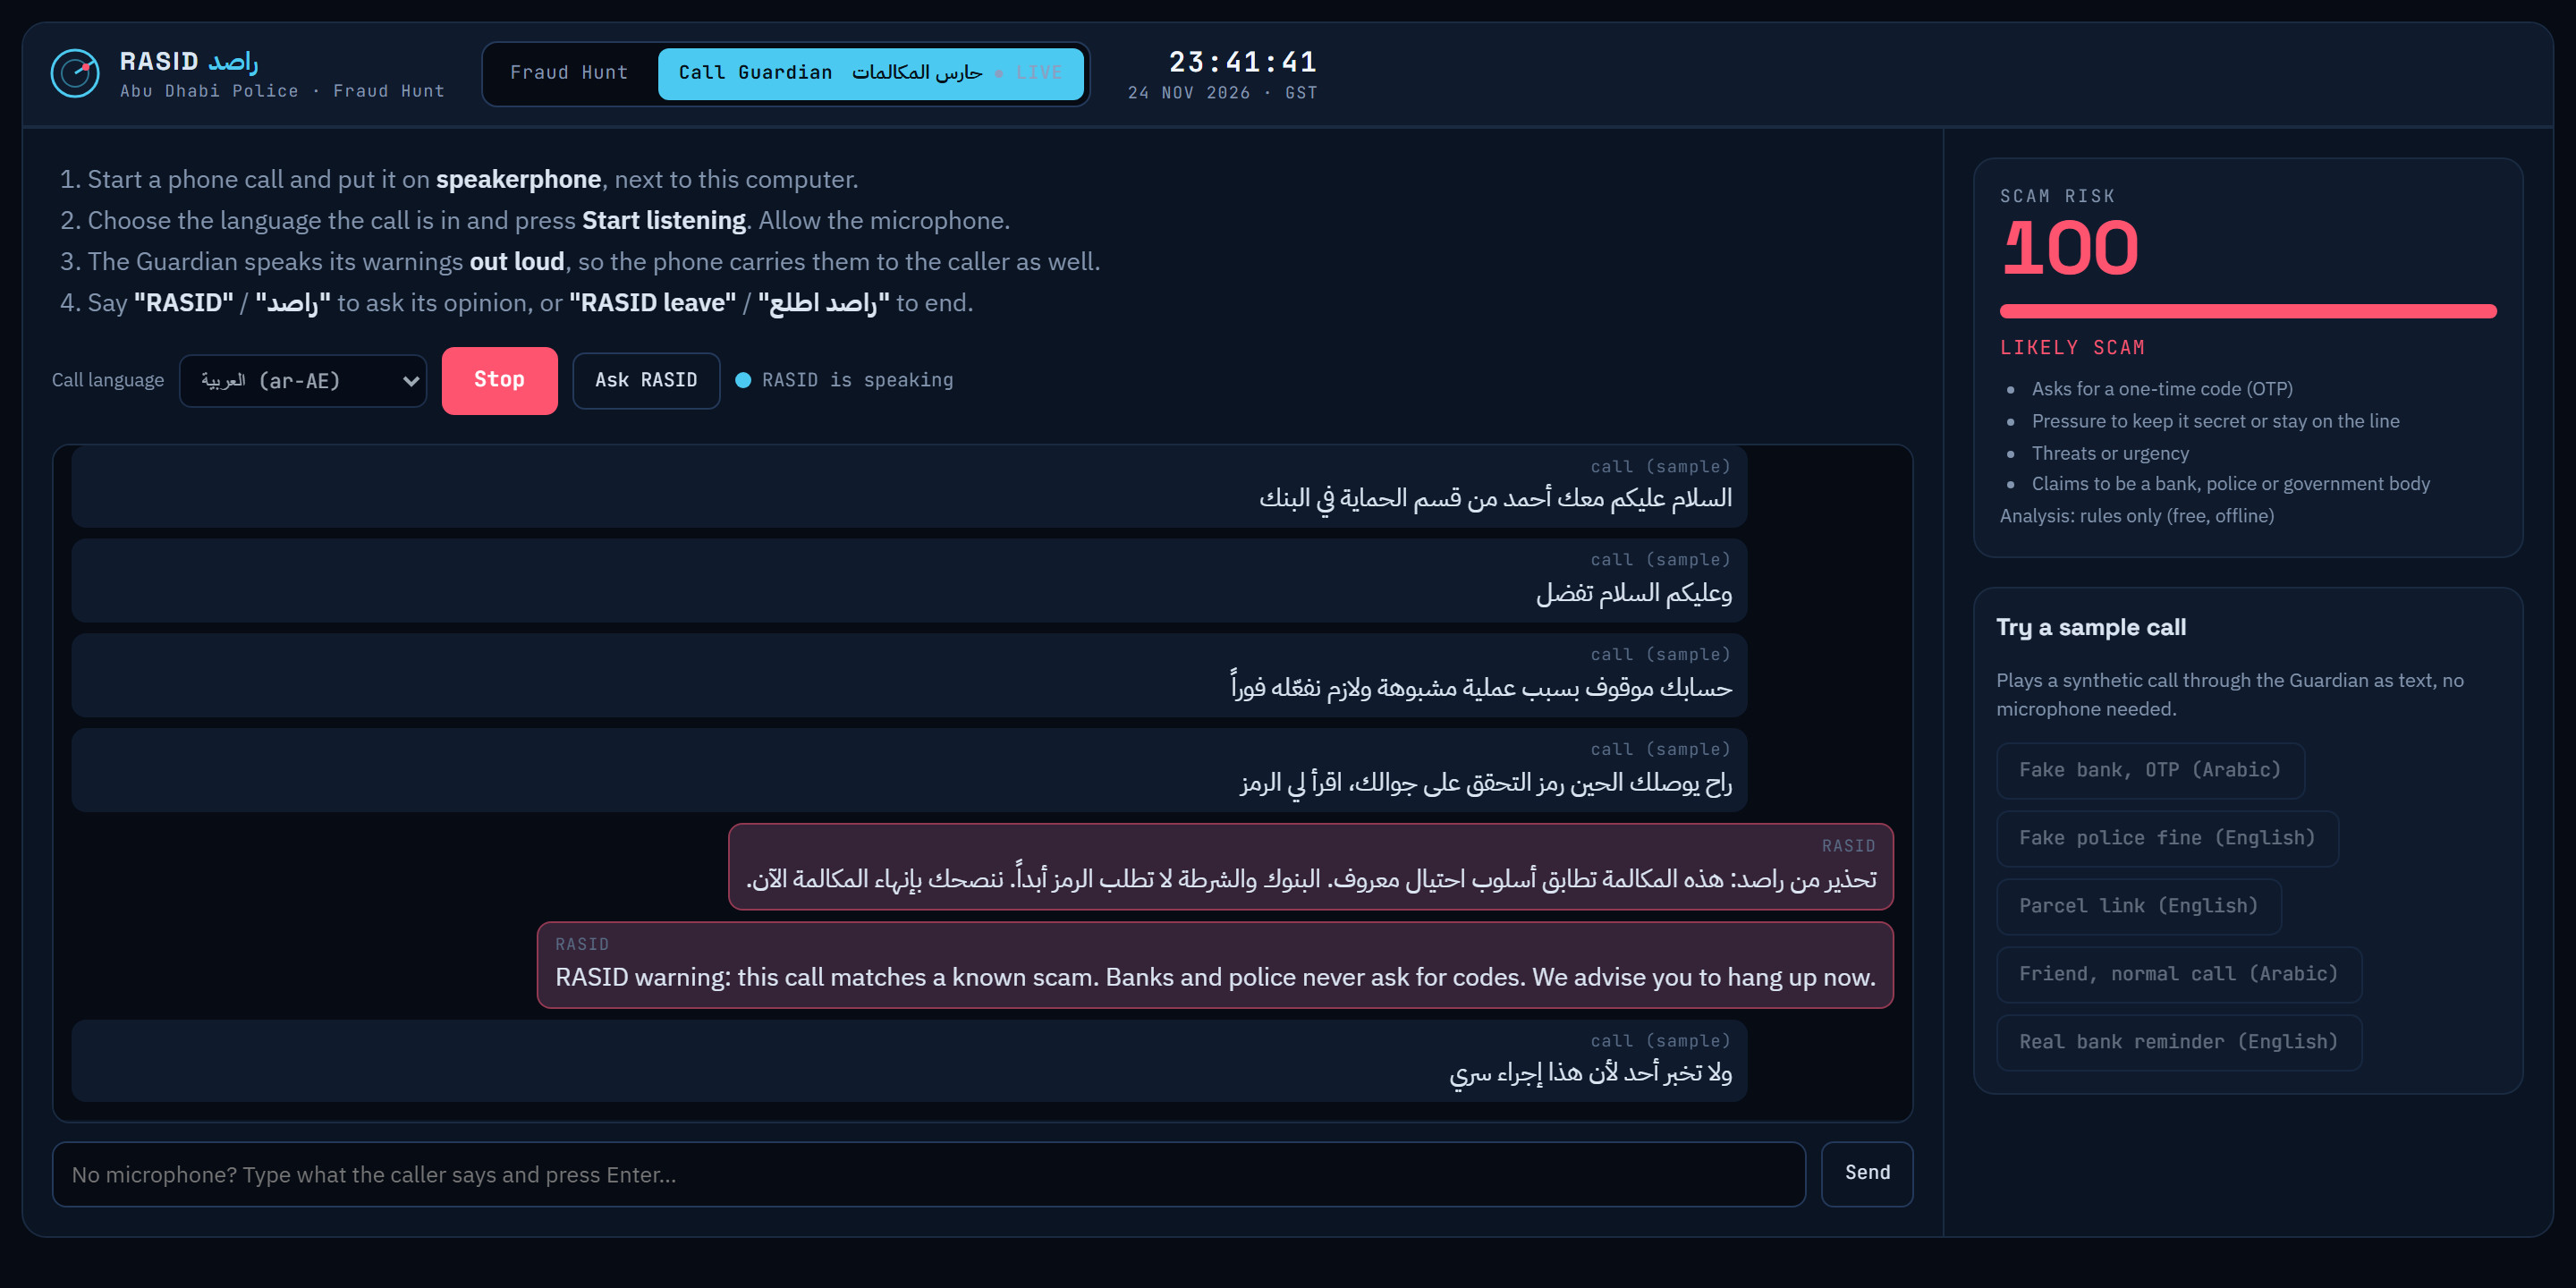 RASID راصد
Abu Dhabi Police · Fraud Hunt
Fraud Hunt
Call Guardian حارس المكالمات • LIVE
23:41:41
24 NOV 2026 · GST
1. Start a phone call and put it on speakerphone, next to this computer.
2. Choose the language the call is in and press Start listening. Allow the microphone.
3. The Guardian speaks its warnings out loud, so the phone carries them to the caller as well.
4. Say "RASID" / "راصد" to ask its opinion, or "RASID leave" / "راصد اطلع" to end.
Call language
العربية (ar-AE)
Stop
Ask RASID
RASID is speaking
call (sample)
السلام عليكم معك أحمد من قسم الحماية في البنك
call (sample)
وعليكم السلام تفضل
call (sample)
حسابك موقوف بسبب عملية مشبوهة ولازم نفعّله فوراً
call (sample)
راح يوصلك الحين رمز التحقق على جوالك، اقرأ لي الرمز
RASID
تحذير من راصد: هذه المكالمة تطابق أسلوب احتيال معروف. البنوك والشرطة لا تطلب الرمز أبداً. ننصحك بإنهاء المكالمة الآن.
RASID
RASID warning: this call matches a known scam. Banks and police never ask for codes. We advise you to hang up now.
call (sample)
ولا تخبر أحد لأن هذا إجراء سري
No microphone? Type what the caller says and press Enter...
Send
SCAM RISK
100
LIKELY SCAM
• Asks for a one-time code (OTP)
• Pressure to keep it secret or stay on the line
• Threats or urgency
• Claims to be a bank, police or government body
Analysis: rules only (free, offline)
Try a sample call
Plays a synthetic call through the Guardian as text, no
microphone needed.
Fake bank, OTP (Arabic)
Fake police fine (English)
Parcel link (English)
Friend, normal call (Arabic)
Real bank reminder (English)